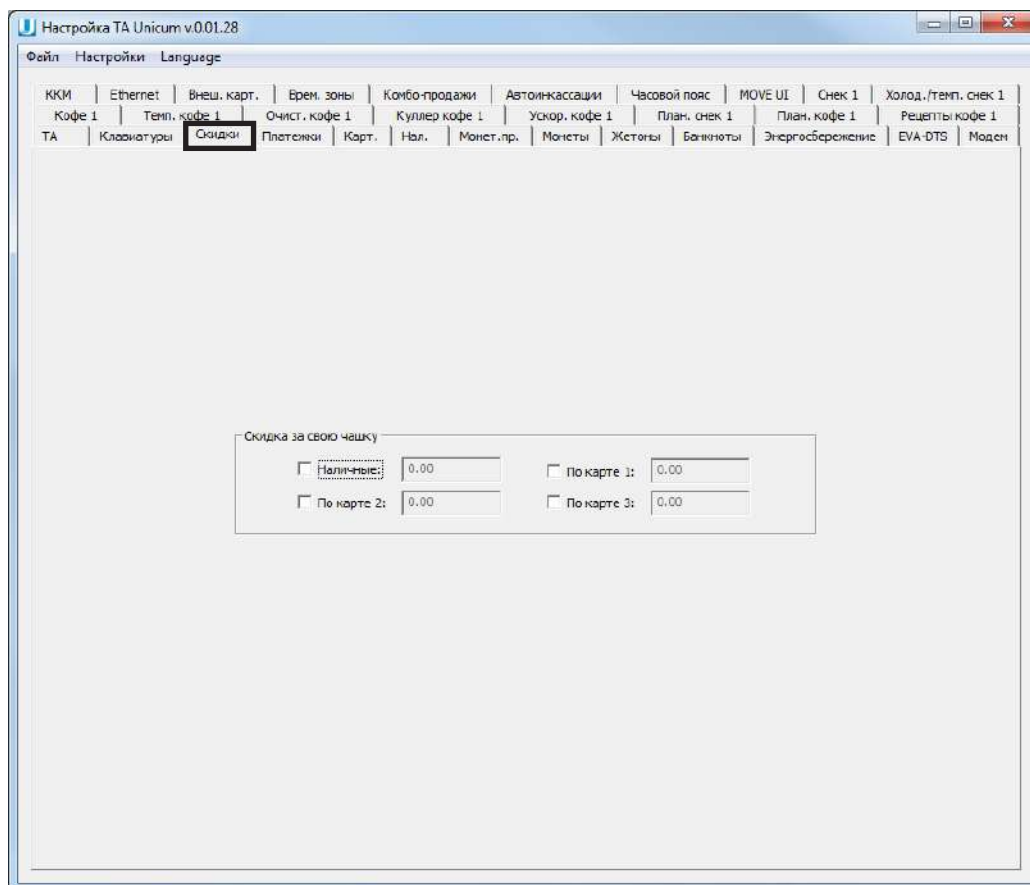 Настройка ТА Unicum v.0.01.28
Файл Настройки Language
ККМ Ethernet Внеш. карт. Врем. зоны Комбо-продажи Автоинкассации Часовой пояс MOVE UI Снек 1 Холод./темп. снек 1
Кофе 1 Темп. кофе 1 Очист. кофе 1 Куллер кофе 1 Ускор. кофе 1 План. снек 1 План. кофе 1 Рецепты кофе 1
ТА Клавиатуры Скидки Платежки Карт. Нал. Монет.пр. Монеты Жетоны Банкноты Энергосбережение EVA-DTS Модем
Скидка за свою чашку
Наличные: 0.00 По карте 1: 0.00
По карте 2: 0.00 По карте 3: 0.00